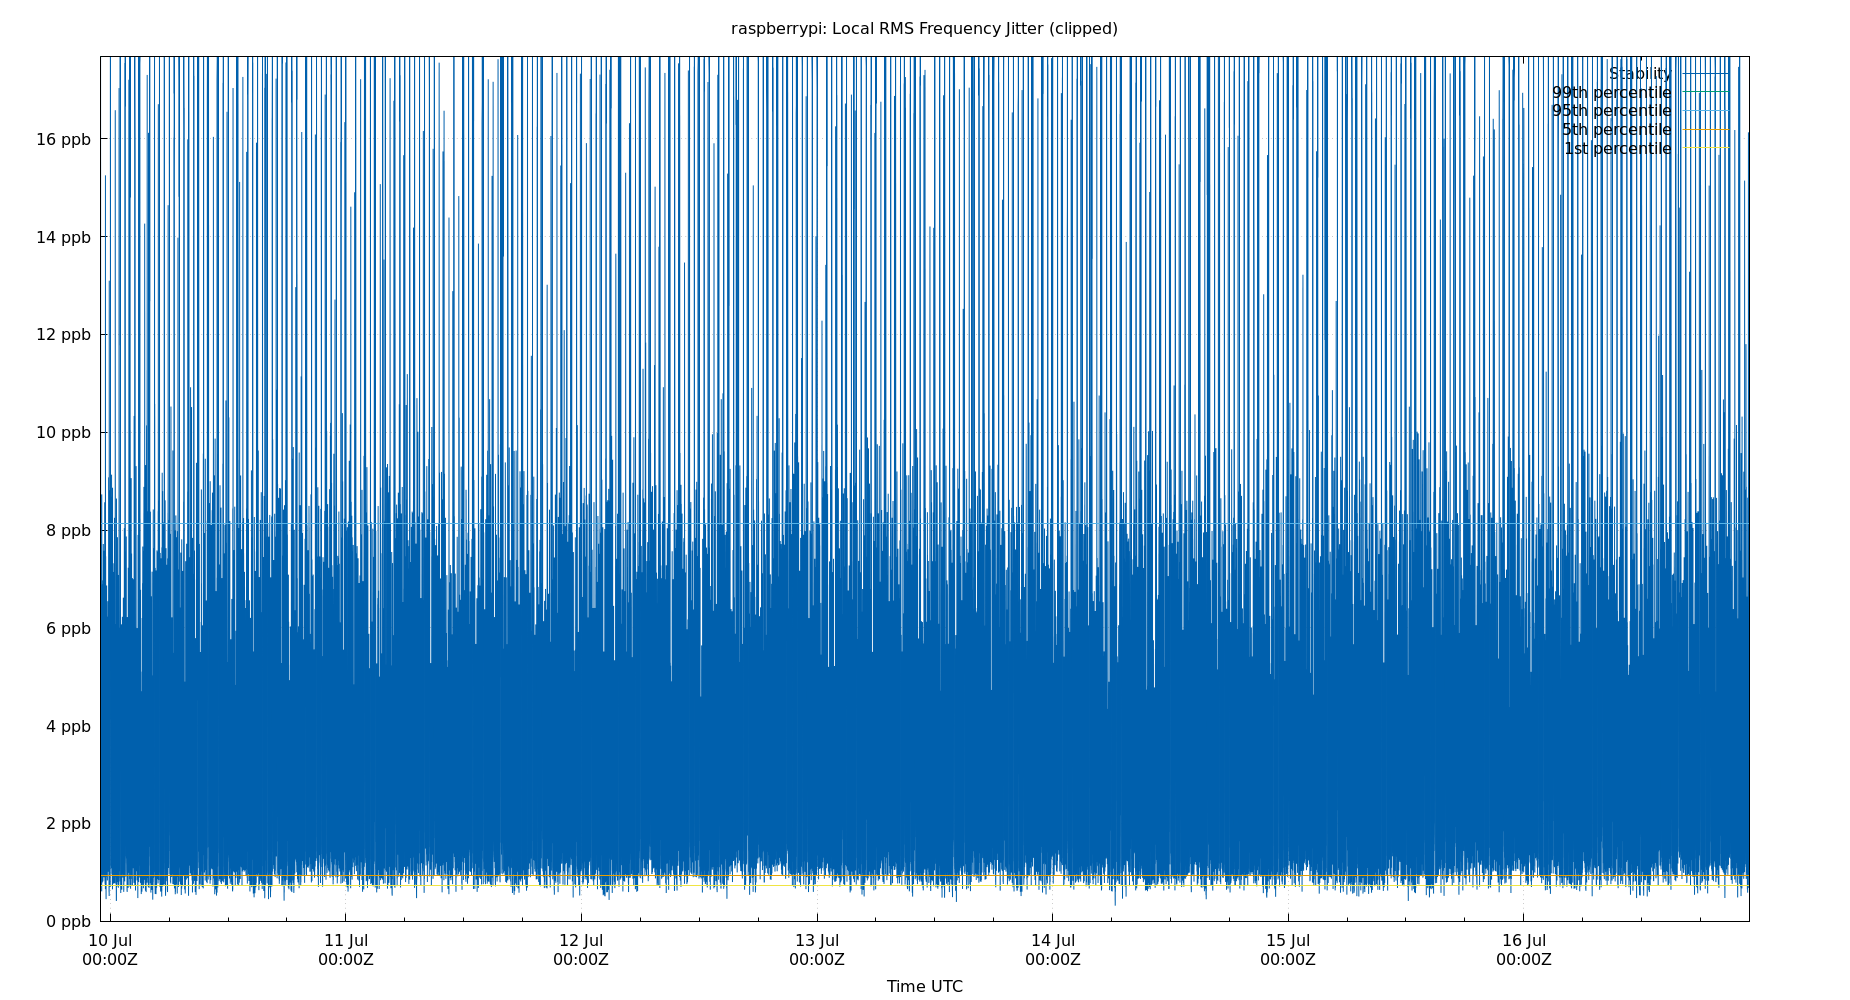 raspberrypi: Local RMS Frequency Jitter (clipped)
Stability
99th percentile
95th percentile
5th percentile
1st percentile
16 ppb
14 ppb
12 ppb
10 ppb
8 ppb
6 ppb
4 ppb
2 ppb
0 ppb
10 Jul 11 Jul 12 Jul 13 Jul 14 Jul 15 Jul 16 Jul
00:00Z 00:00Z 00:00Z 00:00Z 00:00Z 00:00Z 00:00Z
Time UTC